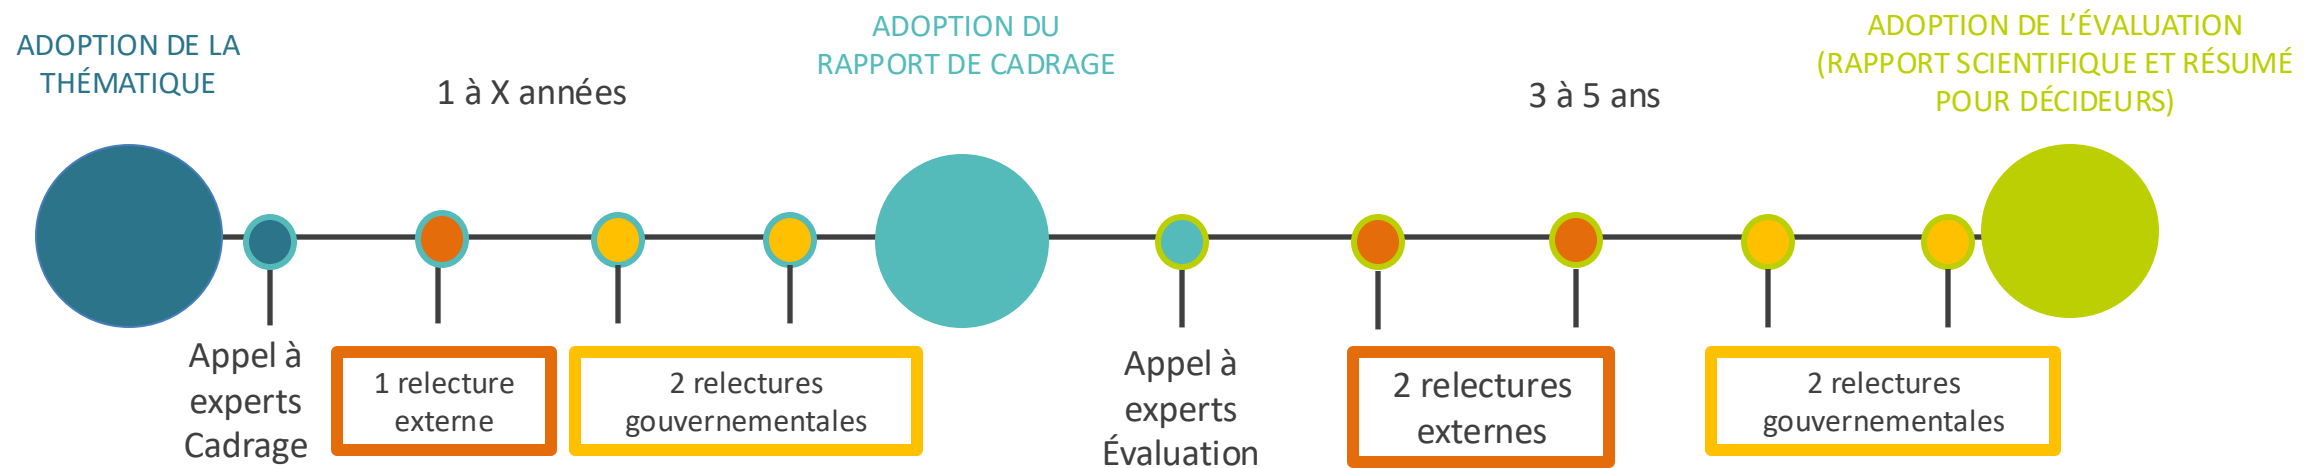 ADOPTION DE LA
THÉMATIQUE
1 à X années
ADOPTION DU
RAPPORT DE CADRAGE
3 à 5 ans
ADOPTION DE L’ÉVALUATION
(RAPPORT SCIENTIFIQUE ET RÉSUMÉ
POUR DÉCIDEURS)
Appel à
experts
Cadrage
1 relecture
externe
2 relectures
gouvernementales
Appel à
experts
Évaluation
2 relectures
externes
2 relectures
gouvernementales